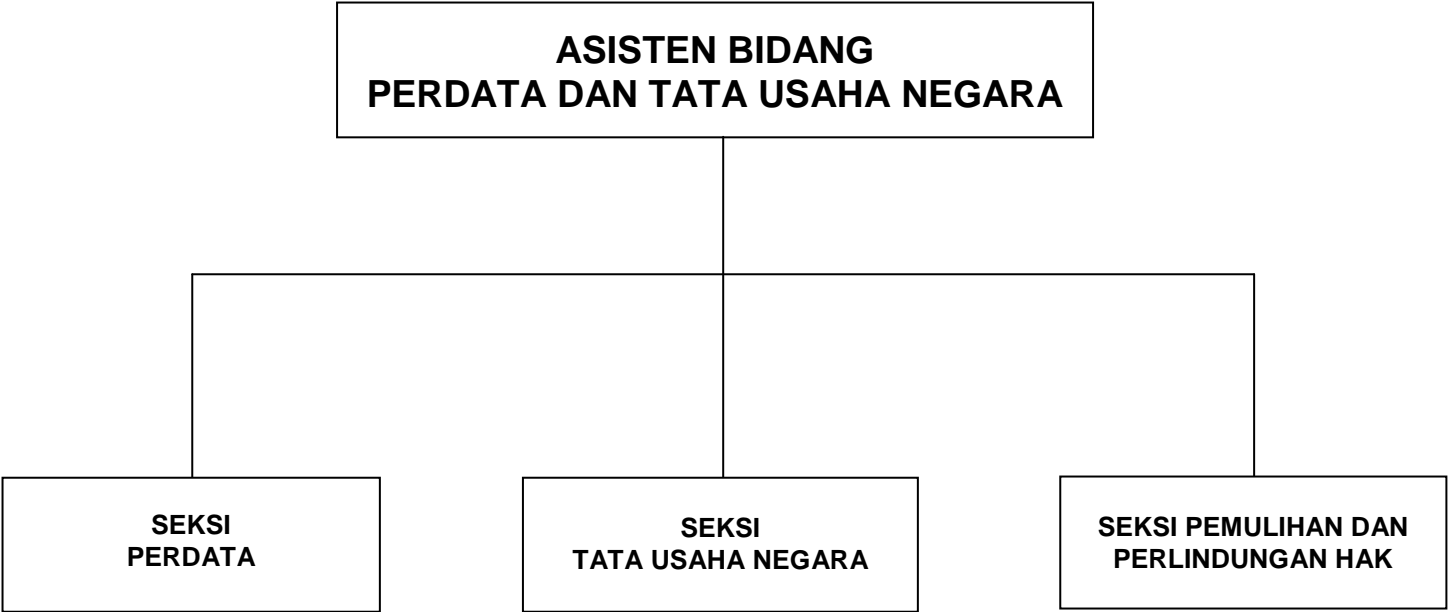 ASISTEN BIDANG
PERDATA DAN TATA USAHA NEGARA
SEKSI
PERDATA
SEKSI
TATA USAHA NEGARA
SEKSI PEMULIHAN DAN
PERLINDUNGAN HAK